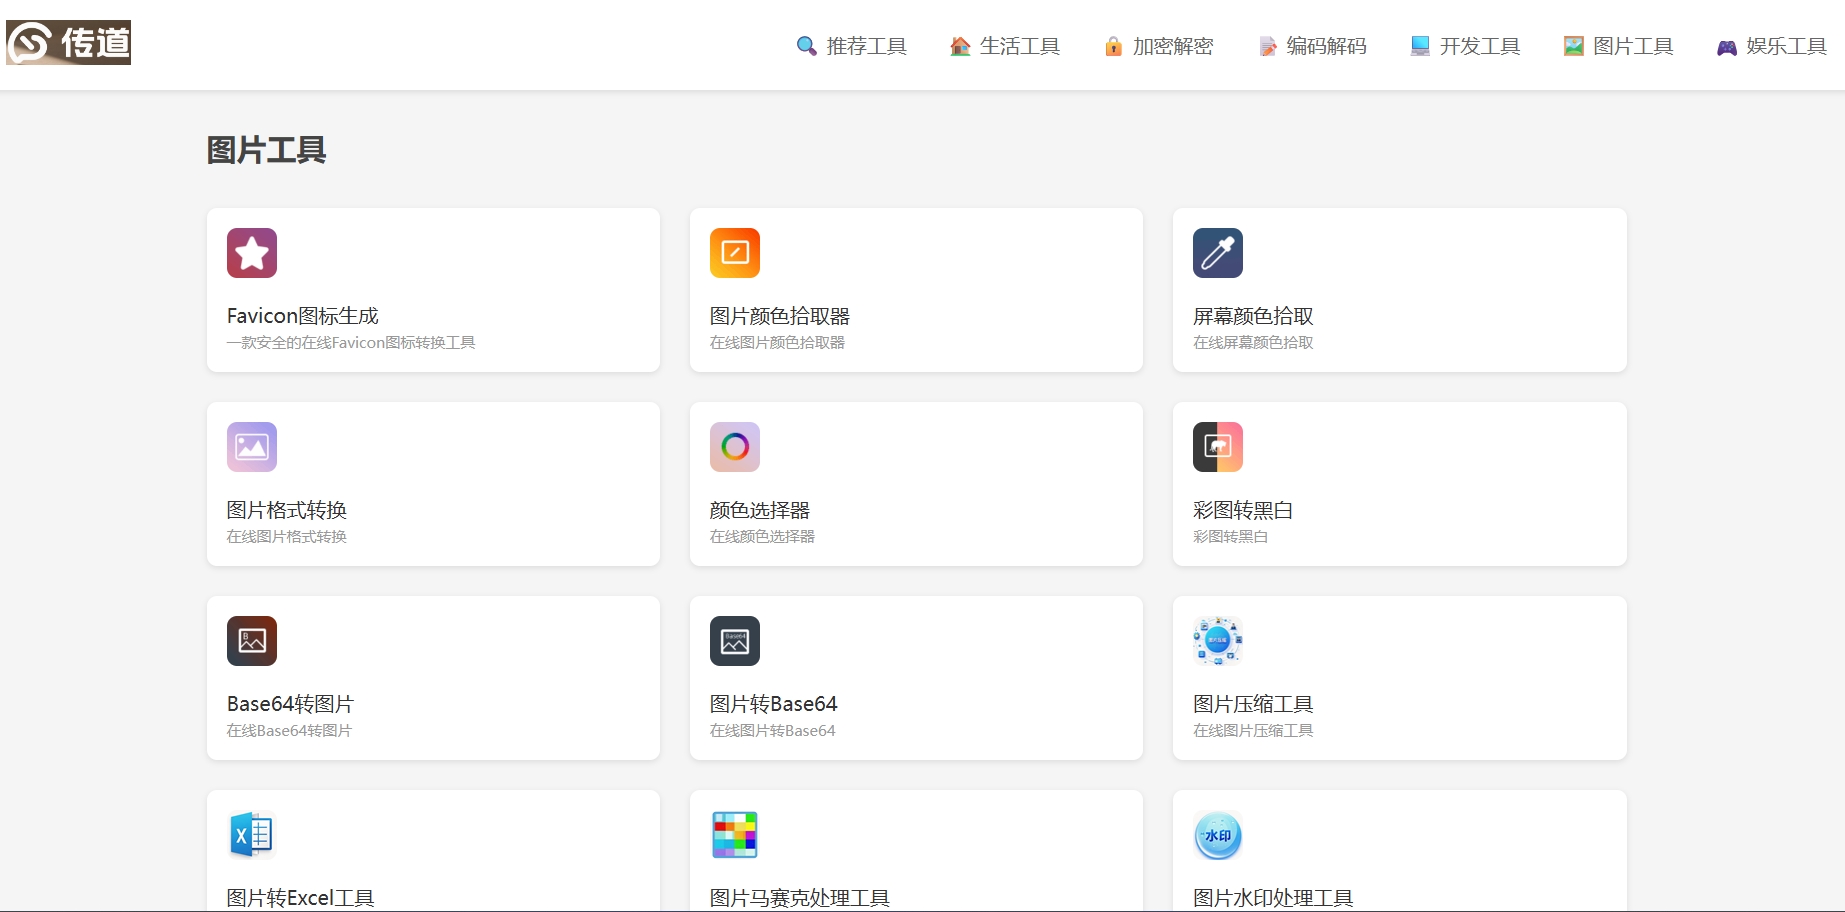 传道
推荐工具
生活工具
加密解密
编码解码
开发工具
图片工具
娱乐工具
图片工具
Favicon图标生成
一款安全的在线Favicon图标转换工具
图片颜色拾取器
在线图片颜色拾取器
屏幕颜色拾取
在线屏幕颜色拾取
图片格式转换
在线图片格式转换
颜色选择器
在线颜色选择器
彩图转黑白
彩图转黑白
B
Base64转图片
在线Base64转图片
Base64
图片转Base64
在线图片转Base64
图片压缩
图片压缩工具
在线图片压缩工具
X
图片转Excel工具
图片马赛克处理工具
水印
图片水印处理工具